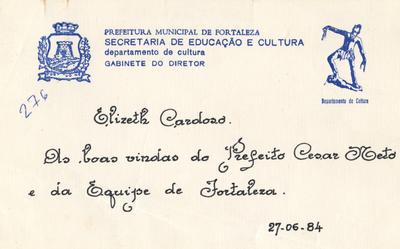 PREFEITURA MUNICIPAL DE FORTALEZA
SECRETARIA DE EDUCAÇÃO E CULTURA
departamento de cultura
GABINETE DO DIRETOR
Departamento de Cultura
276
Elizeth Cardoso.
As boas vindas do Prefeito Cesar Neto
e da Equipe de Fortaleza.
27-06-84